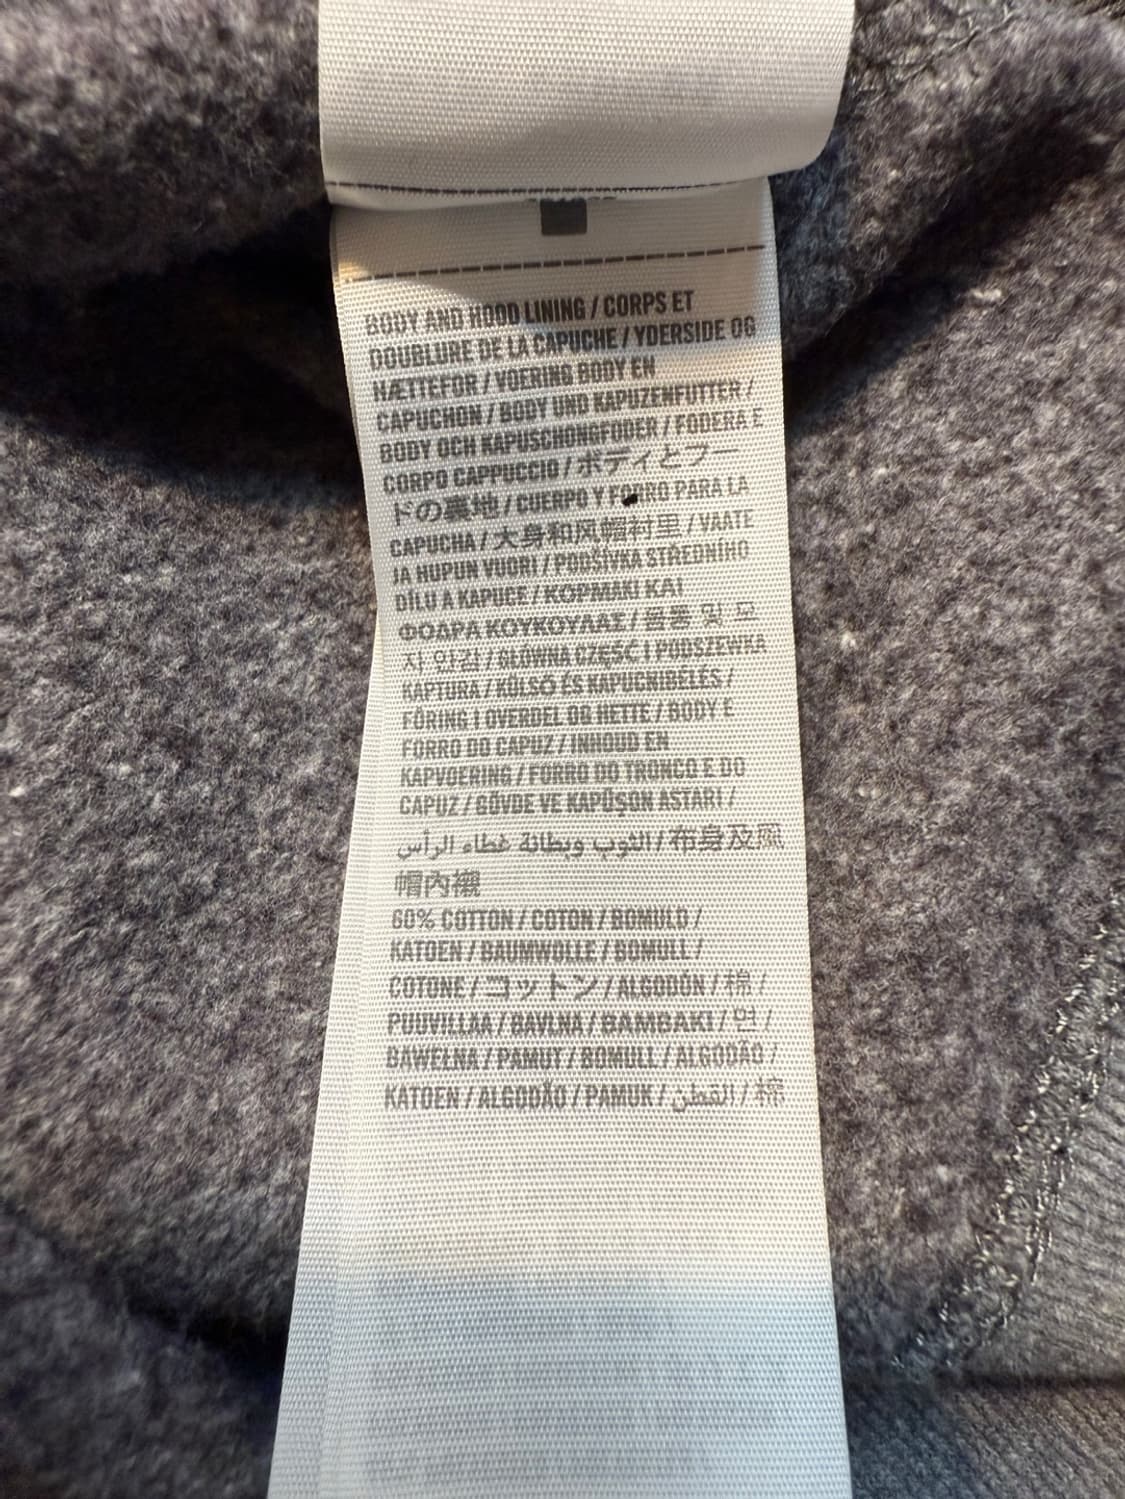 BODY AND HOOD LINING / CORPS ET
DOUBLURE DE LA CAPUCHE / YDERSIDE OG
HÆTTEFOR / VOERING BODY EN
CAPUCHON / BODY UND KAPUZENFUTTER /
BODY OCH KAPUSCHONGFODER / FODERA E
CORPO CAPPUCCIO / ボディとフー
ドの裏地 / CUERPO Y FORRO PARA LA
CAPUCHA / 大身和风帽衬里 / VAATE
JA HUPUN VUORI / PODŠÍVKA STŘEDNÍHO
DÍLU A KAPUCE / ΚΟΡΜΑΚΙ ΚΑΙ
ΦΟΔΡΑ ΚΟΥΚΟΥΛΑΣ / 몸통 및 모
자 안감 / GŁÓWNA CZĘŚĆ I PODSZEWKA
KAPTURA / KÜLSŐ ÉS KAPUCNIBÉLÉS /
FÔRING I OVERDEL OG HETTE / BODY E
FORRO DO CAPUZ / INHOUD EN
KAPVOERING / FORRO DO TRONCO E DO
CAPUZ / GÖVDE VE KAPÜŞON ASTARI /
الثوب وبطانة غطاء الرأس / 布身及風
帽內襯
60% COTTON / COTON / BOMULD /
KATOEN / BAUMWOLLE / BOMULL /
COTONE / コットン / ALGODÓN / 棉 /
PUUVILLAA / BAVLNA / ΒΑΜΒΑΚΙ / 면 /
BAWEŁNA / PAMUT / BOMULL / ALGODÃO /
KATOEN / ALGODÃO / PAMUK / القطن / 棉